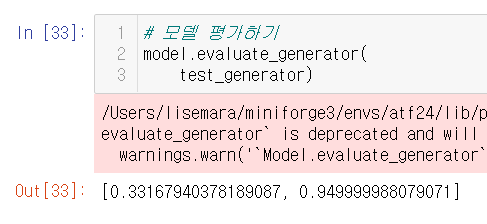 In [33]:
1 # 모델 평가하기
2 model.evaluate_generator(
3 test_generator)
/Users/lisemara/miniforge3/envs/atf24/lib/p
evaluate_generator` is deprecated and will
warnings.warn('`Model.evaluate_generator`
Out[33]: [0.33167940378189087, 0.949999988079071]